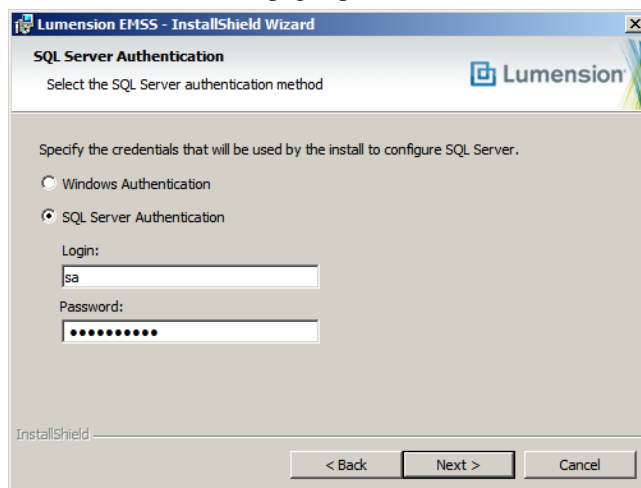 Lumension EMSS - InstallShield Wizard
SQL Server Authentication
Select the SQL Server authentication method
Lumension
Specify the credentials that will be used by the install to configure SQL Server.
Windows Authentication
SQL Server Authentication
Login:
sa
Password:
••••••••••
InstallShield
< Back Next > Cancel